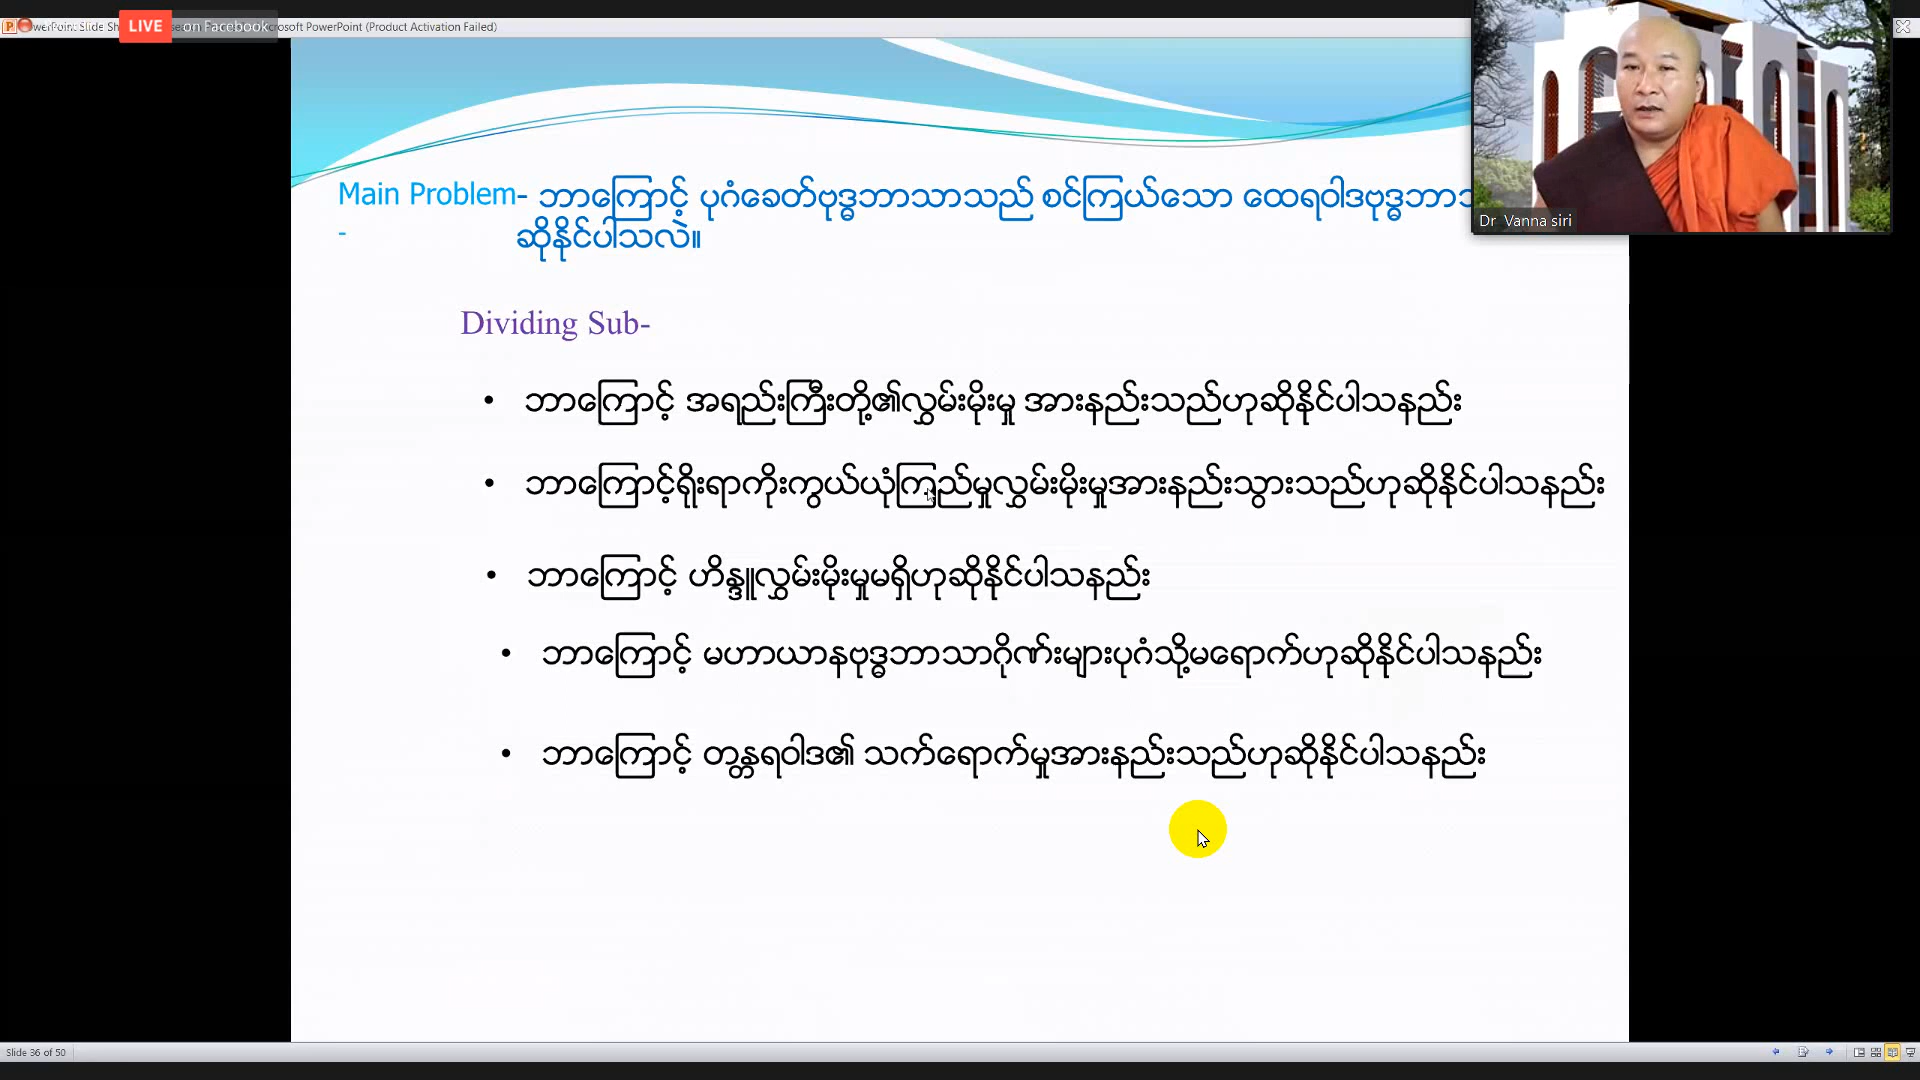 LIVE on Facebook
Microsoft PowerPoint (Product Activation Failed)
Dr Vanna siri
Main Problem- ဘာကြောင့် ပုဂံခေတ်ဗုဒ္ဓဘာသာသည် စင်ကြယ်သော ထေရဝါဒဗုဒ္ဓဘာသ
- ဆိုနိုင်ပါသလဲ။
Dividing Sub-
• ဘာကြောင့် အရည်းကြီးတို့၏လွှမ်းမိုးမှု အားနည်းသည်ဟုဆိုနိုင်ပါသနည်း
• ဘာကြောင့်ရိုးရာကိုးကွယ်ယုံကြည်မှုလွှမ်းမိုးမှုအားနည်းသွားသည်ဟုဆိုနိုင်ပါသနည်း
• ဘာကြောင့် ဟိန္ဒူလွှမ်းမိုးမှုမရှိဟုဆိုနိုင်ပါသနည်း
• ဘာကြောင့် မဟာယာနဗုဒ္ဓဘာသာဂိုဏ်းများပုဂံသို့မရောက်ဟုဆိုနိုင်ပါသနည်း
• ဘာကြောင့် တန္တရဝါဒ၏ သက်ရောက်မှုအားနည်းသည်ဟုဆိုနိုင်ပါသနည်း
Slide 36 of 50